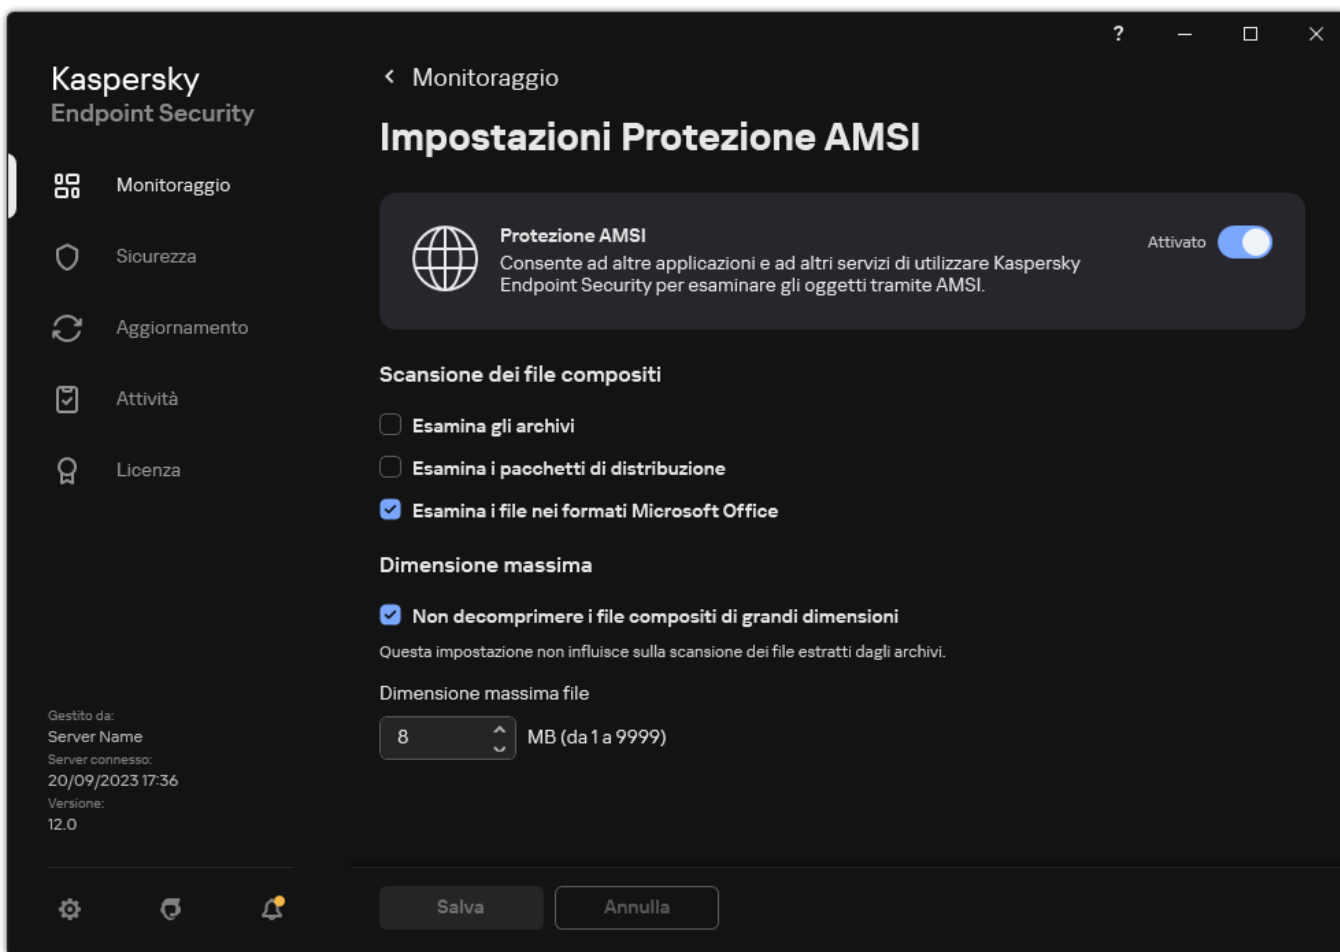 ?
Kaspersky
Endpoint Security
Monitoraggio
Sicurezza
Aggiornamento
Attività
Licenza
Gestito da:
Server Name
Server connesso:
20/09/2023 17:36
Versione:
12.0
Monitoraggio
Impostazioni Protezione AMSI
Protezione AMSI
Consente ad altre applicazioni e ad altri servizi di utilizzare Kaspersky
Endpoint Security per esaminare gli oggetti tramite AMSI.
Attivato
Scansione dei file compositi
Esamina gli archivi
Esamina i pacchetti di distribuzione
Esamina i file nei formati Microsoft Office
Dimensione massima
Non decomprimere i file compositi di grandi dimensioni
Questa impostazione non influisce sulla scansione dei file estratti dagli archivi.
Dimensione massima file
8 MB (da 1 a 9999)
Salva Annulla